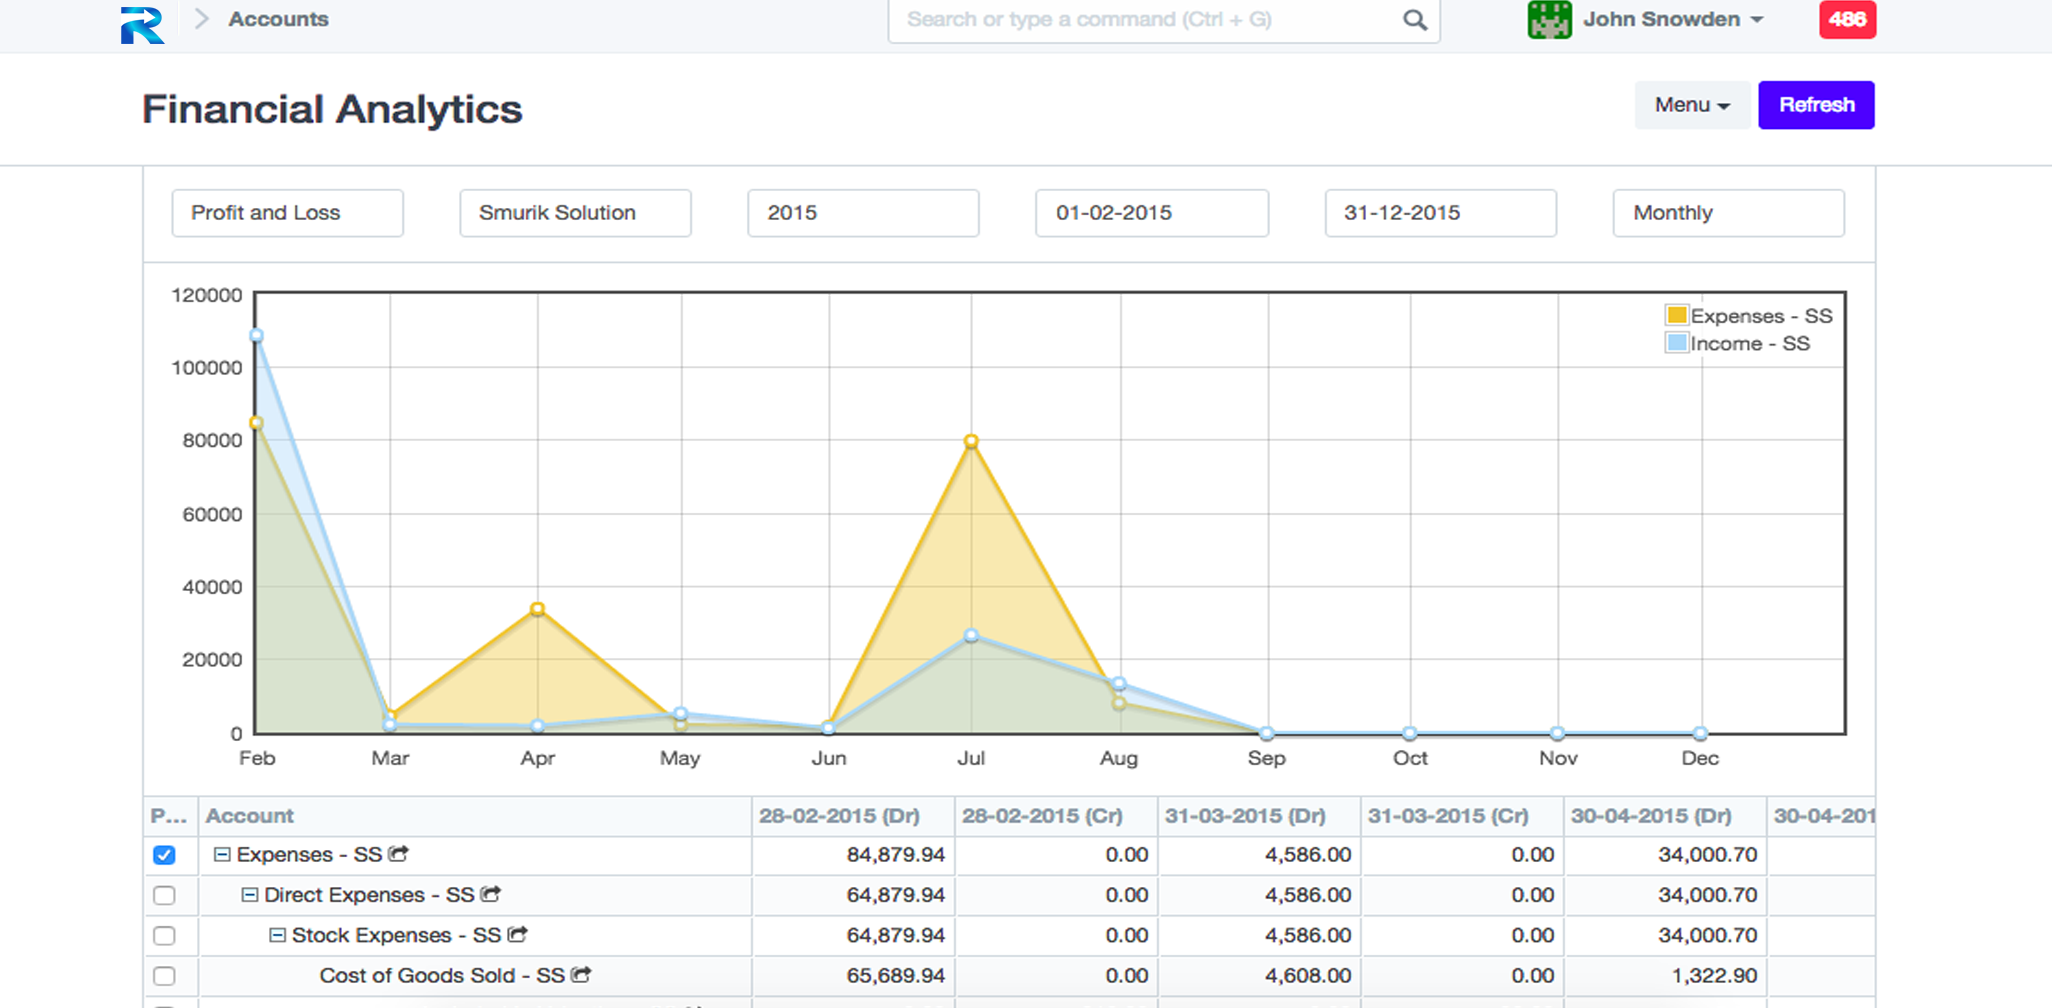 Accounts
Search or type a command (Ctrl + G)
John Snowden
486
Financial Analytics
Menu
Refresh
Profit and Loss
Smurik Solution
2015
01-02-2015
31-12-2015
Monthly
120000
100000
80000
60000
40000
20000
0
Expenses - SS
Income - SS
Feb Mar Apr May Jun Jul Aug Sep Oct Nov Dec
P... Account 28-02-2015 (Dr) 28-02-2015 (Cr) 31-03-2015 (Dr) 31-03-2015 (Cr) 30-04-2015 (Dr) 30-04-201
Expenses - SS 84,879.94 0.00 4,586.00 0.00 34,000.70
Direct Expenses - SS 64,879.94 0.00 4,586.00 0.00 34,000.70
Stock Expenses - SS 64,879.94 0.00 4,586.00 0.00 34,000.70
Cost of Goods Sold - SS 65,689.94 0.00 4,608.00 0.00 1,322.90